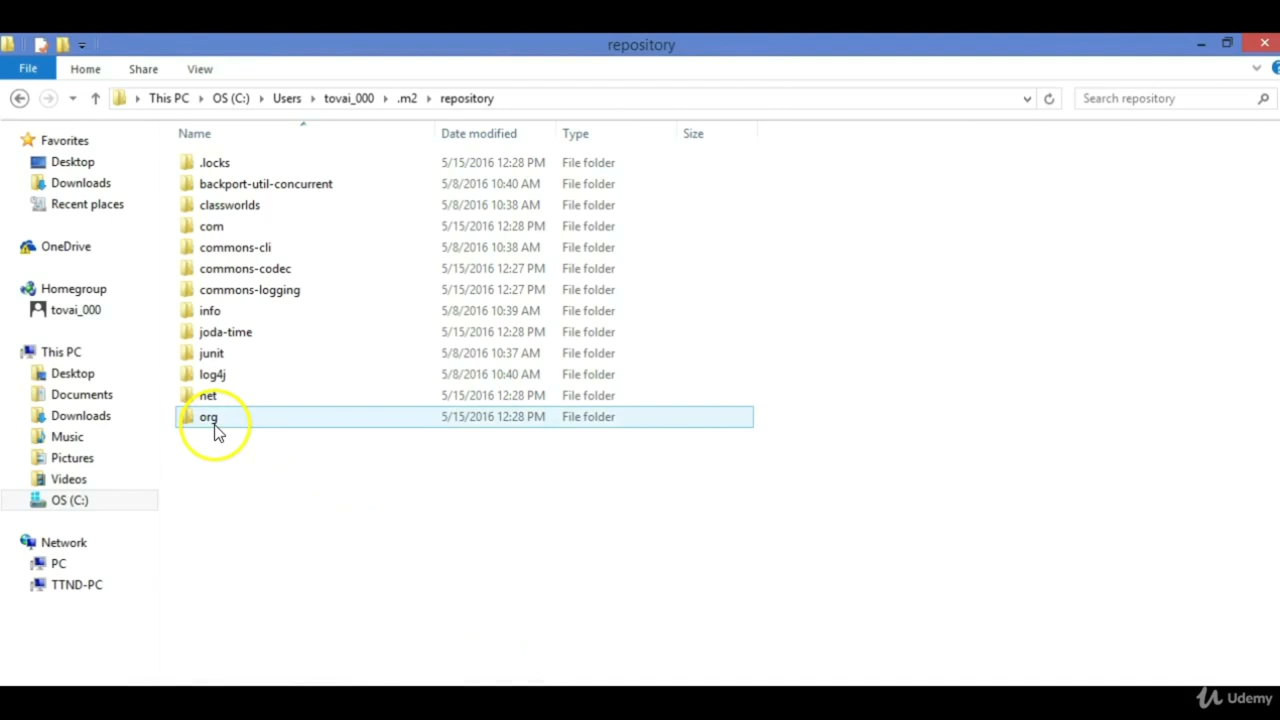 repository
File Home Share View
This PC OS (C:) Users tovai_000 .m2 repository Search repository
Name Date modified Type Size
Favorites
Desktop
Downloads
Recent places
OneDrive
Homegroup
tovai_000
This PC
Desktop
Documents
Downloads
Music
Pictures
Videos
OS (C:)
Network
PC
TTND-PC
.locks 5/15/2016 12:28 PM File folder
backport-util-concurrent 5/8/2016 10:40 AM File folder
classworlds 5/8/2016 10:38 AM File folder
com 5/15/2016 12:28 PM File folder
commons-cli 5/8/2016 10:38 AM File folder
commons-codec 5/15/2016 12:27 PM File folder
commons-logging 5/15/2016 12:27 PM File folder
info 5/8/2016 10:39 AM File folder
joda-time 5/15/2016 12:28 PM File folder
junit 5/8/2016 10:37 AM File folder
log4j 5/8/2016 10:40 AM File folder
net 5/15/2016 12:28 PM File folder
org 5/15/2016 12:28 PM File folder
Udemy